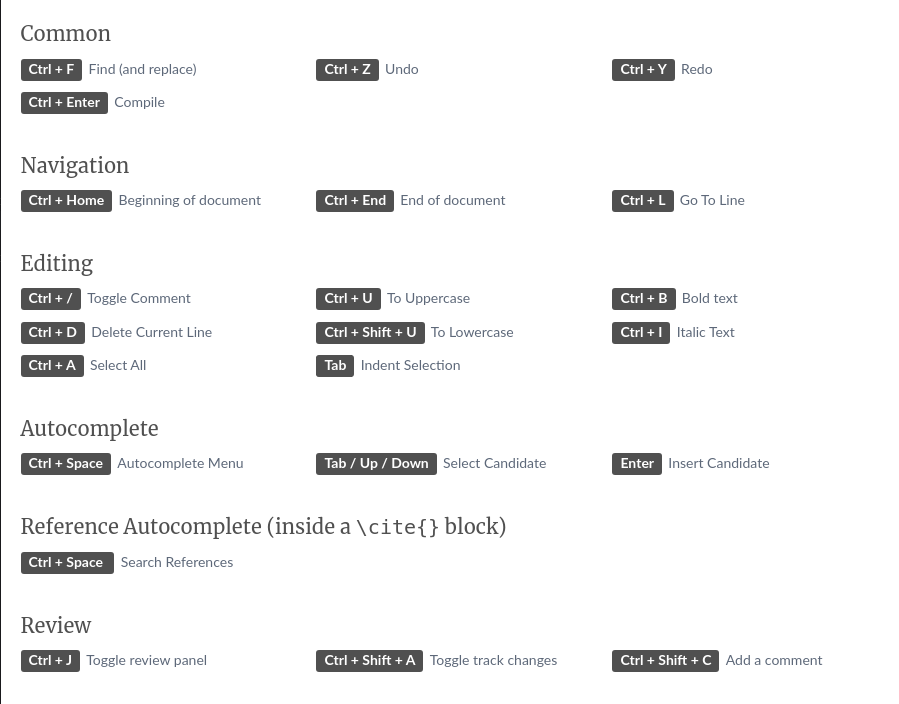 Common
Ctrl + F Find (and replace) Ctrl + Z Undo Ctrl + Y Redo
Ctrl + Enter Compile
Navigation
Ctrl + Home Beginning of document Ctrl + End End of document Ctrl + L Go To Line
Editing
Ctrl + / Toggle Comment Ctrl + U To Uppercase Ctrl + B Bold text
Ctrl + D Delete Current Line Ctrl + Shift + U To Lowercase Ctrl + I Italic Text
Ctrl + A Select All Tab Indent Selection
Autocomplete
Ctrl + Space Autocomplete Menu Tab / Up / Down Select Candidate Enter Insert Candidate
Reference Autocomplete (inside a \cite{} block)
Ctrl + Space Search References
Review
Ctrl + J Toggle review panel Ctrl + Shift + A Toggle track changes Ctrl + Shift + C Add a comment